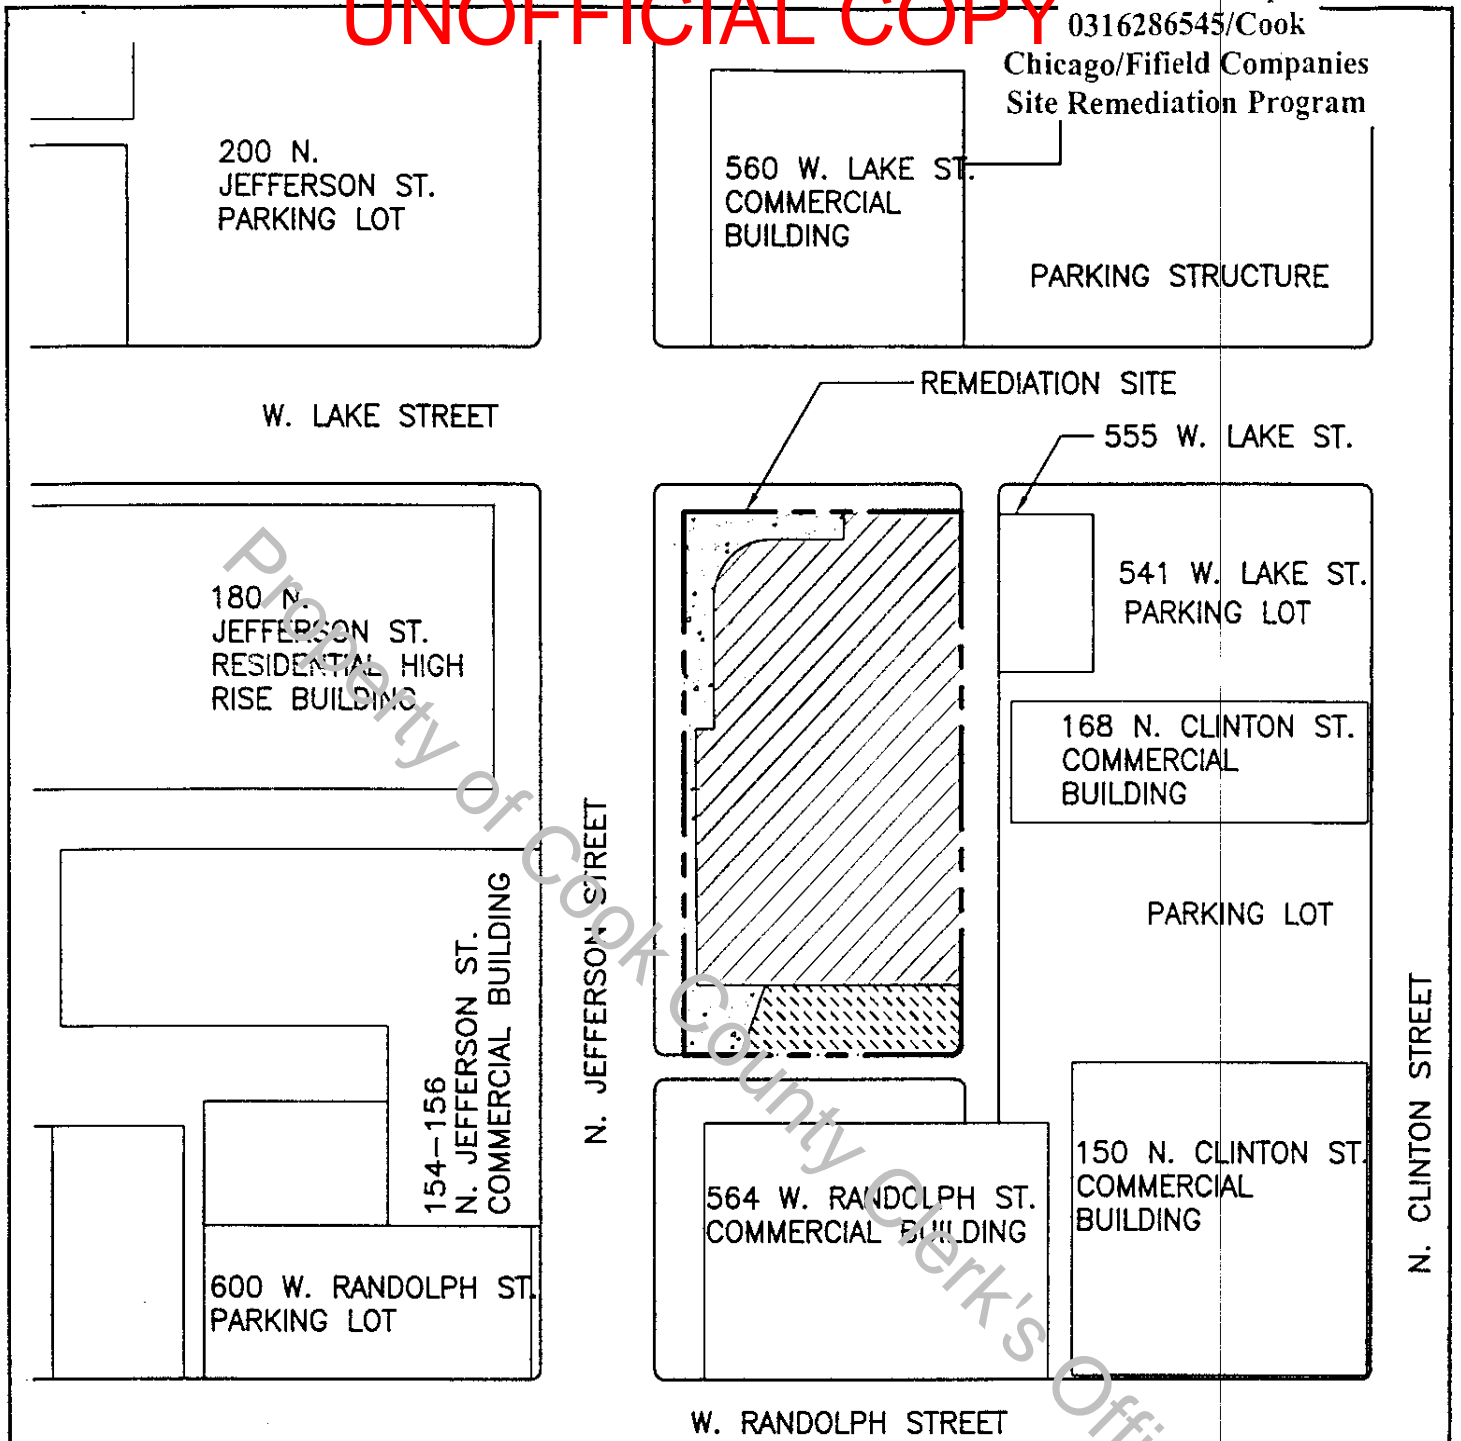 UNOFFICIAL COPY
0316286545/Cook
Chicago/Fifield Companies
Site Remediation Program
200 N.
JEFFERSON ST.
PARKING LOT
560 W. LAKE ST.
COMMERCIAL
BUILDING
PARKING STRUCTURE
REMEDIATION SITE
W. LAKE STREET
555 W. LAKE ST.
541 W. LAKE ST.
PARKING LOT
180 N.
JEFFERSON ST.
RESIDENTIAL HIGH
RISE BUILDING
168 N. CLINTON ST.
COMMERCIAL
BUILDING
PARKING LOT
N. JEFFERSON STREET
154-156
N. JEFFERSON ST.
COMMERCIAL BUILDING
N. CLINTON STREET
150 N. CLINTON ST.
COMMERCIAL
BUILDING
564 W. RANDOLPH ST.
COMMERCIAL BUILDING
600 W. RANDOLPH ST.
PARKING LOT
W. RANDOLPH STREET
Property of Cook County Clerk's Offi